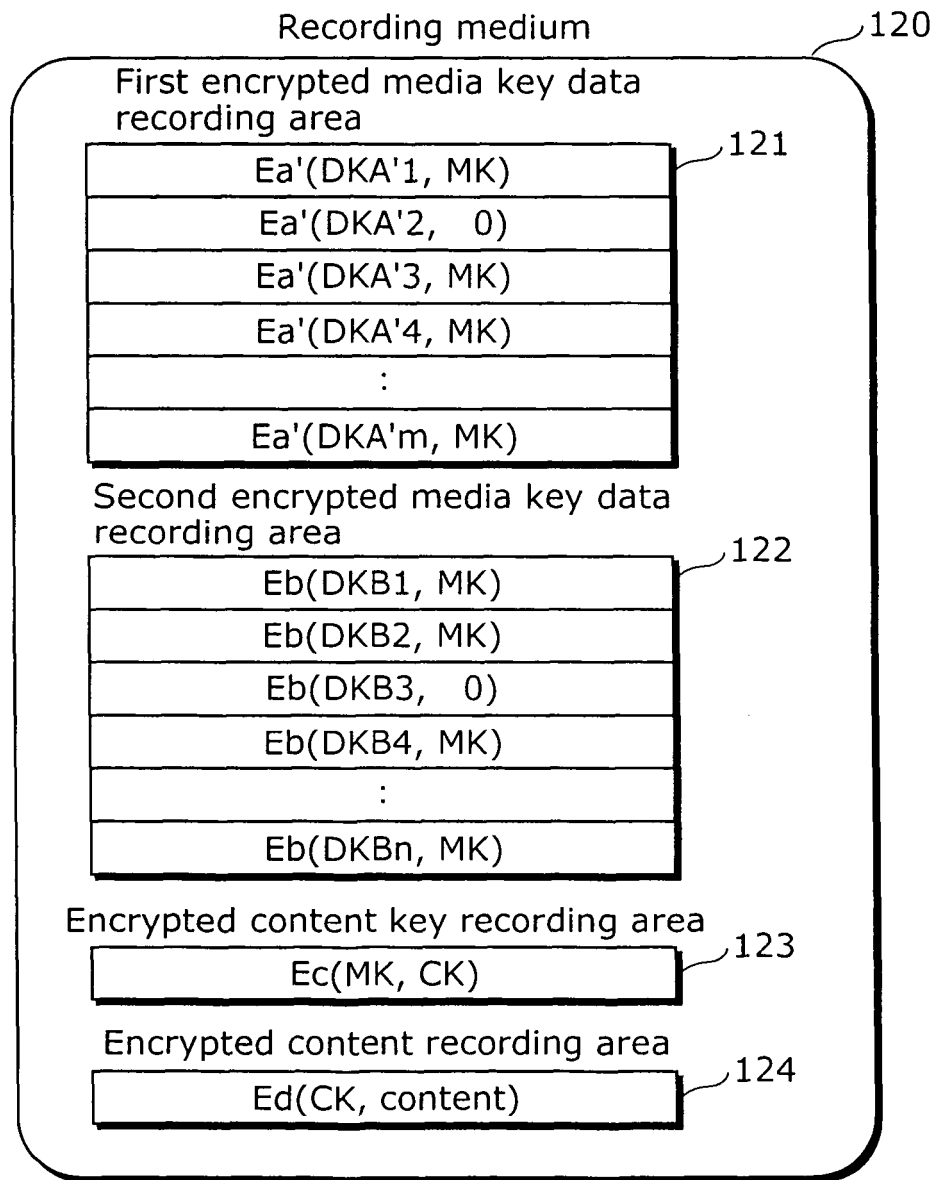 Recording medium
120
First encrypted media key data
recording area
121
Ea'(DKA'1, MK)
Ea'(DKA'2, 0)
Ea'(DKA'3, MK)
Ea'(DKA'4, MK)
:
Ea'(DKA'm, MK)
Second encrypted media key data
recording area
122
Eb(DKB1, MK)
Eb(DKB2, MK)
Eb(DKB3, 0)
Eb(DKB4, MK)
:
Eb(DKBn, MK)
Encrypted content key recording area
123
Ec(MK, CK)
Encrypted content recording area
124
Ed(CK, content)